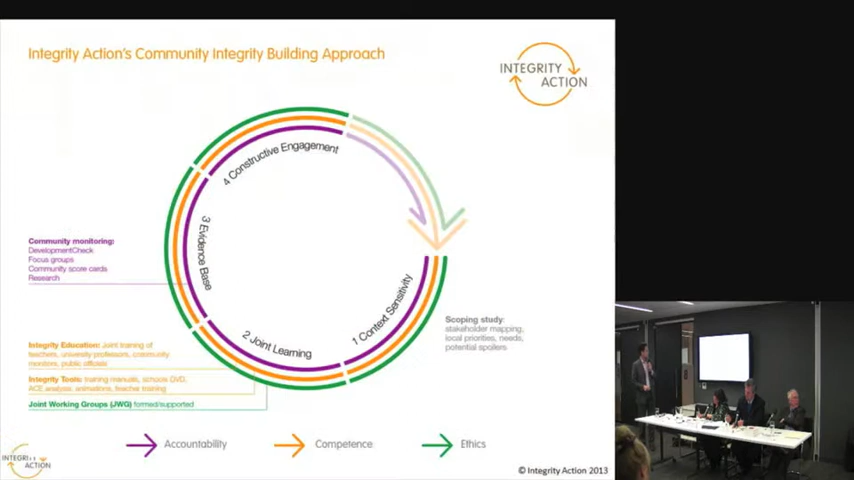 Integrity Action's Community Integrity Building Approach
INTEGRITY
ACTION
4 Constructive Engagement
3 Evidence Base
Community monitoring:
DevelopmentCheck
Focus groups
Community score cards
Research
1 Context Sensitivity
Scoping study:
stakeholder mapping,
local priorities, needs,
potential spoilers
2 Joint Learning
Integrity Education: Joint training of
teachers, university professors, community
monitors, public officials
Integrity Tools: training manuals, schools DVD,
ACE analysis, animations, teacher training
Joint Working Groups (JWG) formed/supported
Accountability
Competence
Ethics
INTEGRITY
ACTION
© Integrity Action 2013